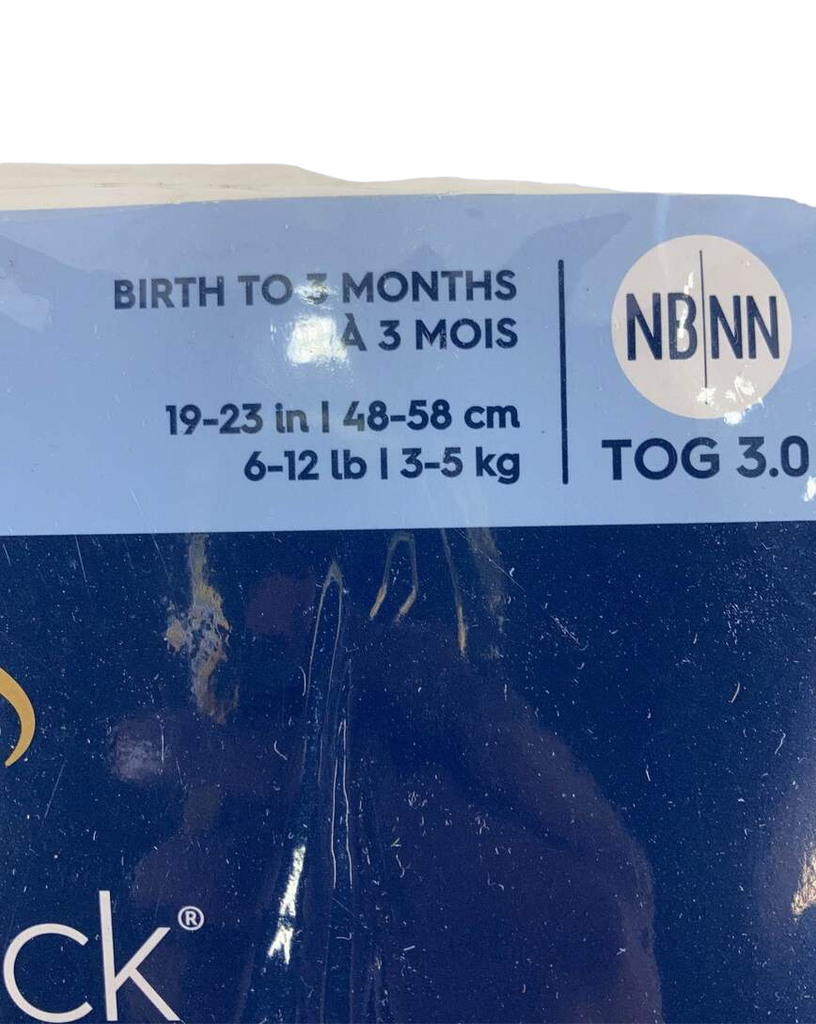 BIRTH TO 3 MONTHS
À 3 MOIS
19-23 in | 48-58 cm
6-12 lb | 3-5 kg
NB|NN
TOG 3.0
ck®